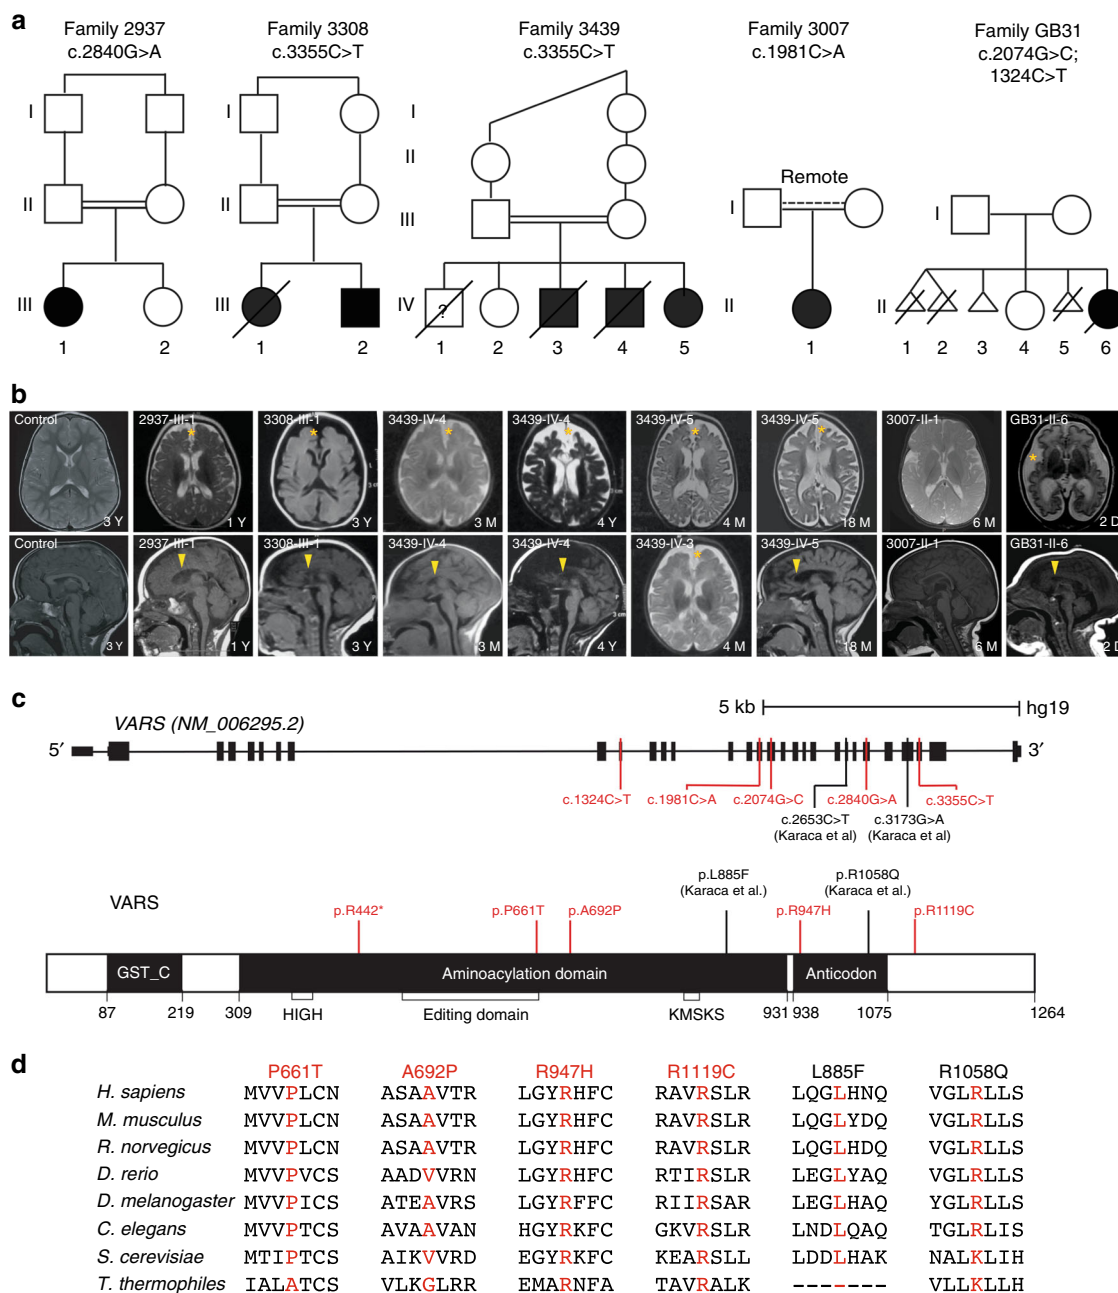 a
Family 2937
c.2840G>A
Family 3308
c.3355C>T
Family 3439
c.3355C>T
Family 3007
c.1981C>A
Family GB31
c.2074G>C;
1324C>T
I
I
I
II
II
II
Remote
I
I
III
III
III
IV
?
II
II
1
2
1
2
1
2
3
4
5
1
1
2
3
4
5
6
b
Control
3 Y
2937-III-1
*
1 Y
3308-III-1
*
3 Y
3439-IV-4
*
3 M
3439-IV-4
*
4 Y
3439-IV-5
*
4 M
3439-IV-5
*
18 M
3007-II-1
6 M
GB31-II-6
*
2 D
Control
3 Y
2937-III-1
1 Y
3308-III-1
3 Y
3439-IV-4
3 M
3439-IV-4
4 Y
3439-IV-3
*
4 M
3439-IV-5
18 M
3007-II-1
6 M
GB31-II-6
2 D
c
5 kb
hg19
VARS (NM_006295.2)
5′
3′
c.1324C>T
c.1981C>A
c.2074G>C
c.2840G>A
c.3355C>T
c.2653C>T
(Karaca et al)
c.3173G>A
(Karaca et al)
VARS
p.L885F
(Karaca et al.)
p.R1058Q
(Karaca et al.)
p.R442*
p.P661T
p.A692P
p.R947H
p.R1119C
GST_C
Aminoacylation domain
Anticodon
87
219
309
HIGH
Editing domain
KMSKS
931
938
1075
1264
d
P661T A692P R947H R1119C L885F R1058Q
H. sapiens MVVPLCN ASAAVTR LGYRHFC RAVRSLR LQGLHNQ VGLRLLS
M. musculus MVVPLCN ASAAVTR LGYRHFC RAVRSLR LQGLYDQ VGLRLLS
R. norvegicus MVVPLCN ASAAVTR LGYRHFC RAVRSLR LQGLHDQ VGLRLLS
D. rerio MVVPVCS AADVVRN LGYRHFC RTIRSLR LEGLYAQ VGLRLLS
D. melanogaster MVVPICS ATEAVRS LGYRFFC RIIRSAR LEGLHAQ YGLRLLS
C. elegans MVVPTCS AVAAVAN HGYRKFC GKVRSLR LNDLQAQ TGLRLIS
S. cerevisiae MTIPTCS AIKVVRD EGYRKFC KEARSLL LDDLHAK NALKLIH
T. thermophiles IALATCS VLKGLRR EMARNFA TAVRALK ------- VLLKLLH